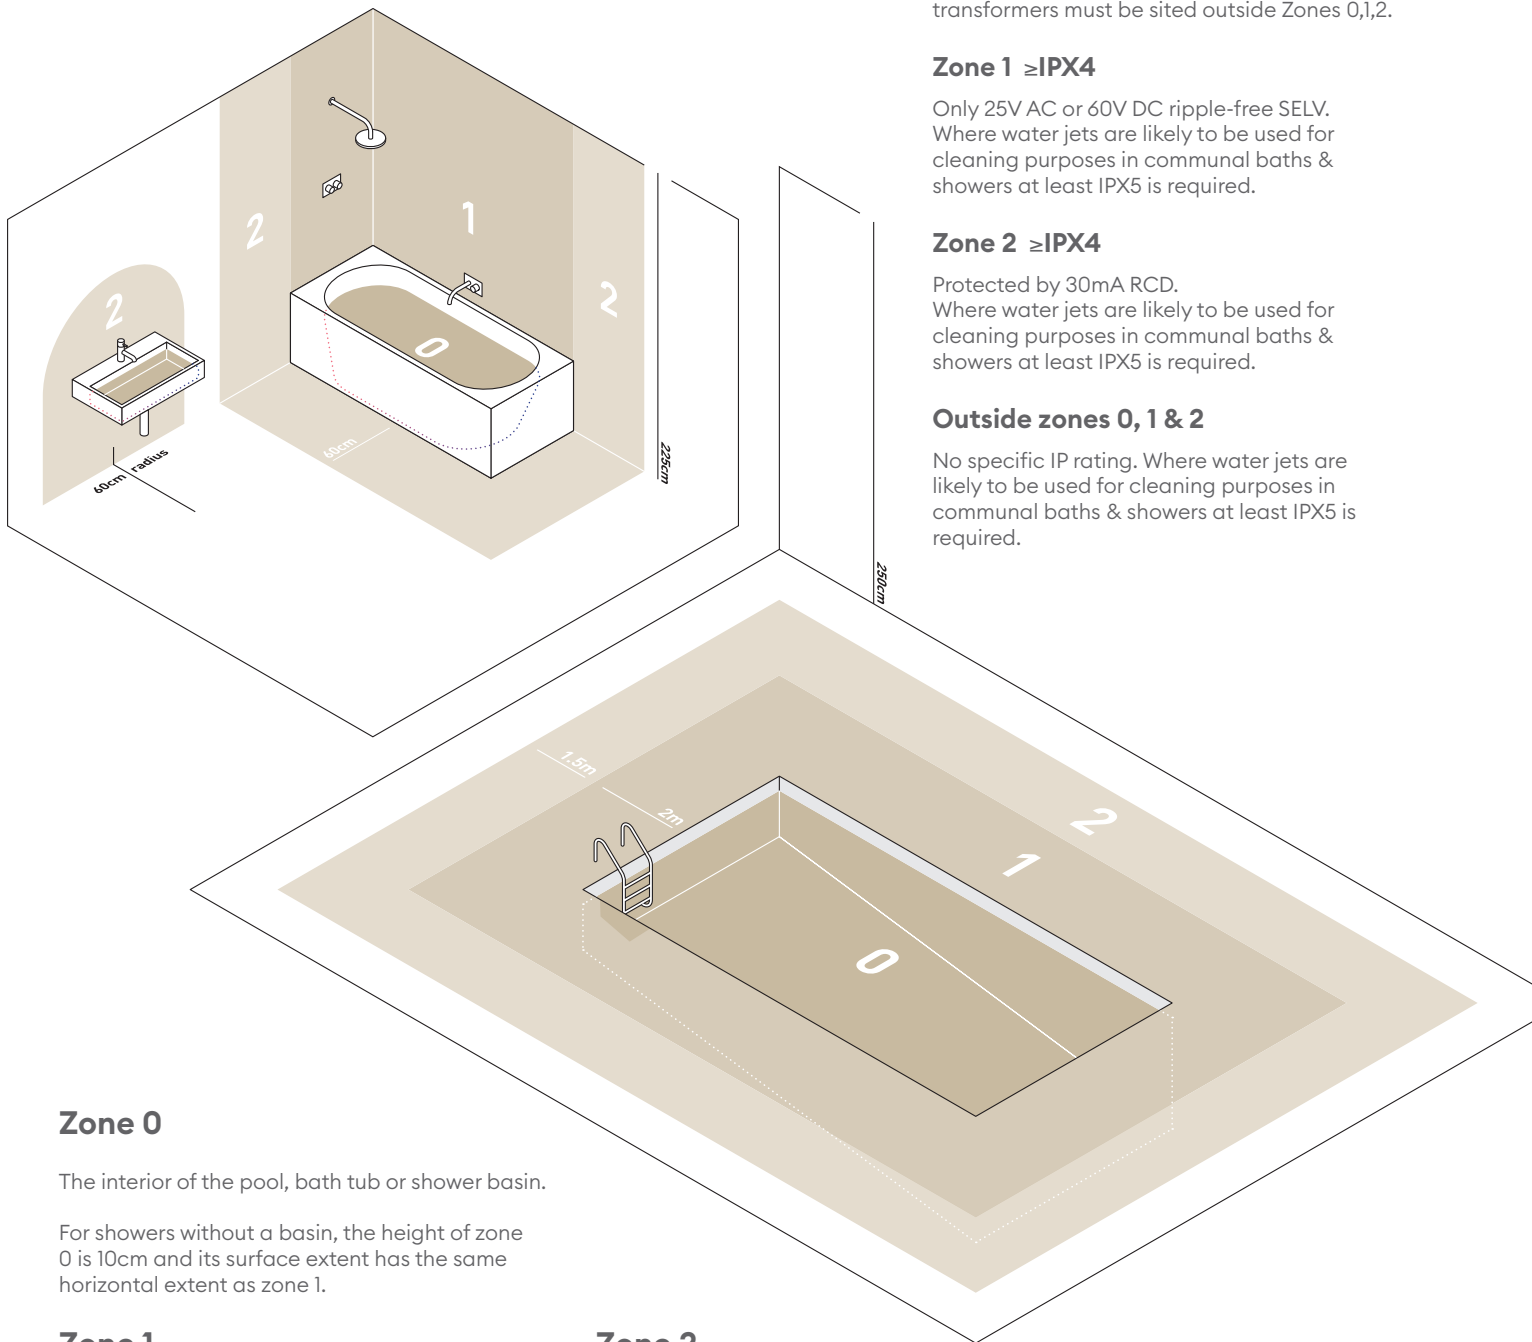 transformers must be sited outside Zones 0,1,2.
Zone 1 ≥IPX4
Only 25V AC or 60V DC ripple-free SELV.
Where water jets are likely to be used for
cleaning purposes in communal baths &
showers at least IPX5 is required.
Zone 2 ≥IPX4
Protected by 30mA RCD.
Where water jets are likely to be used for
cleaning purposes in communal baths &
showers at least IPX5 is required.
Outside zones 0, 1 & 2
No specific IP rating. Where water jets are
likely to be used for cleaning purposes in
communal baths & showers at least IPX5 is
required.
2
1
2
2
0
60cm
60cm radius
225cm
250cm
1.5m
2m
2
1
0
Zone 0
The interior of the pool, bath tub or shower basin.
For showers without a basin, the height of zone
0 is 10cm and its surface extent has the same
horizontal extent as zone 1.
Zone 1
Zone 2